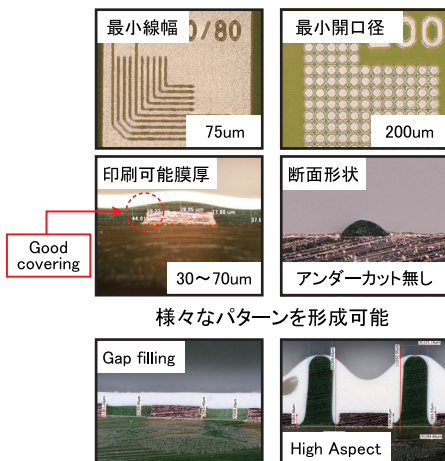 最小線幅
0/80
75um
最小開口径
200
200um
印刷可能膜厚
Good
covering
30～70um
断面形状
アンダーカット無し
様々なパターンを形成可能
Gap filling
High Aspect